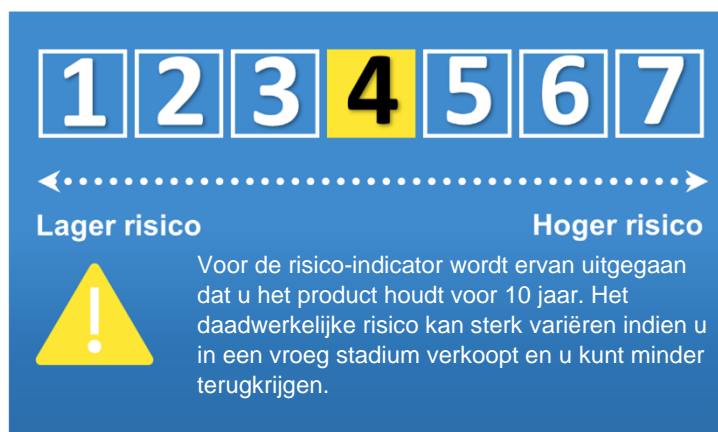 1 2 3 4 5 6 7
Lager risico Hoger risico
Voor de risico-indicator wordt ervan uitgegaan
dat u het product houdt voor 10 jaar. Het
daadwerkelijke risico kan sterk variëren indien u
in een vroeg stadium verkoopt en u kunt minder
terugkrijgen.